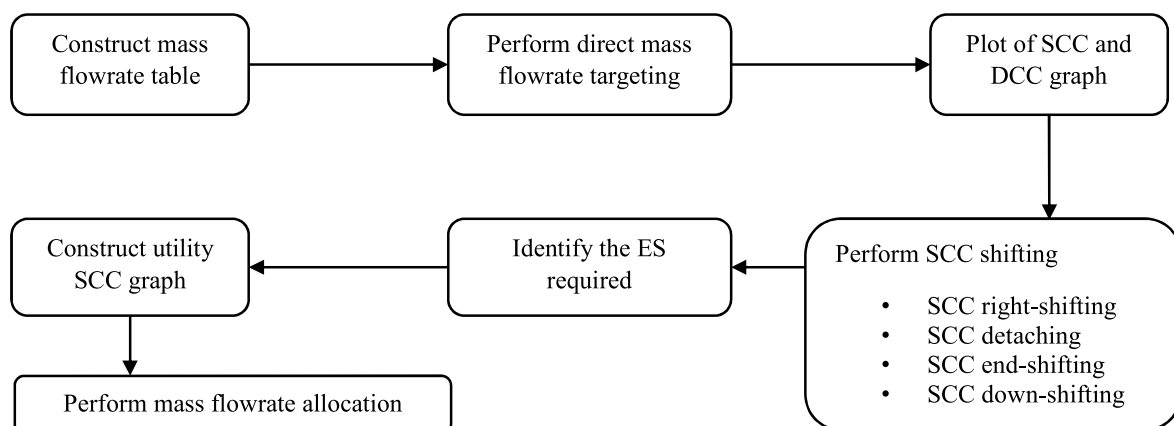 Construct mass
flowrate table
Perform direct mass
flowrate targeting
Plot of SCC and
DCC graph
Perform SCC shifting
• SCC right-shifting
• SCC detaching
• SCC end-shifting
• SCC down-shifting
Identify the ES
required
Construct utility
SCC graph
Perform mass flowrate allocation